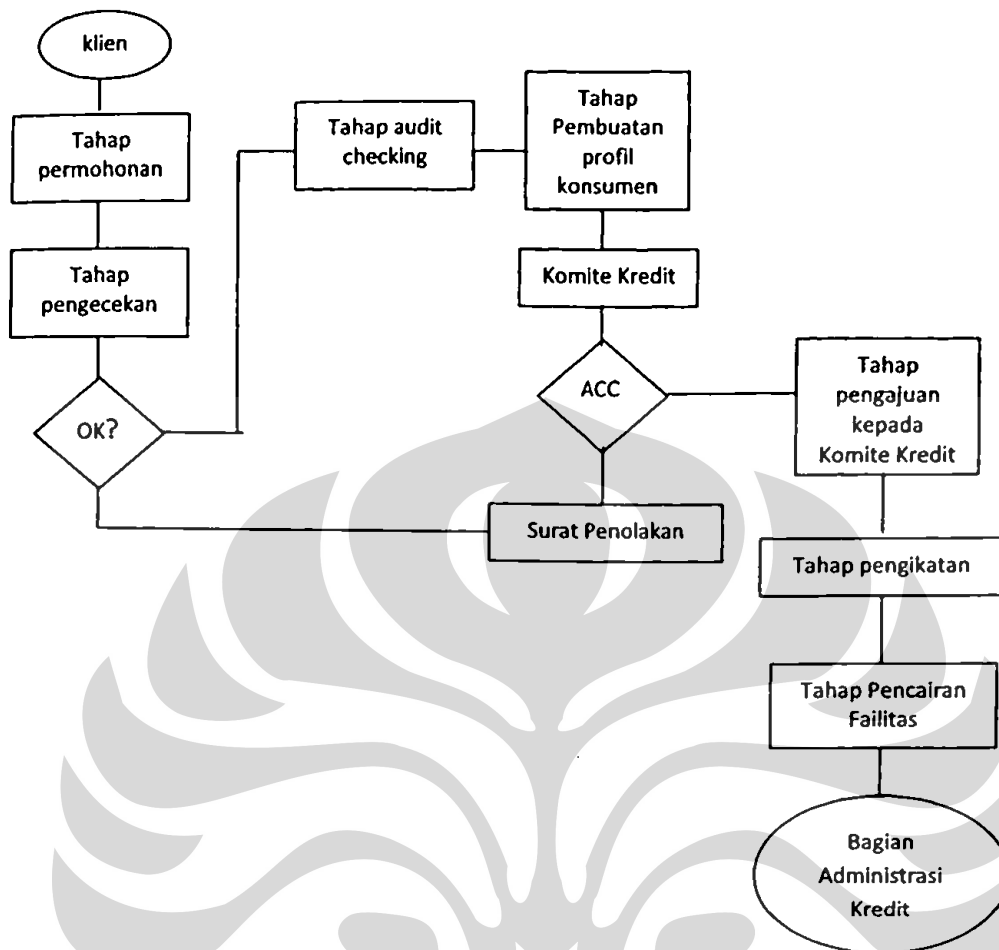 klien
Tahap
permohonan
Tahap
pengecekan
OK?
Tahap audit
checking
Tahap
Pembuatan
profil
konsumen
Komite Kredit
ACC
Surat Penolakan
Tahap
pengajuan
kepada
Komite Kredit
Tahap pengikatan
Tahap Pencairan
Failitas
Bagian
Administrasi
Kredit